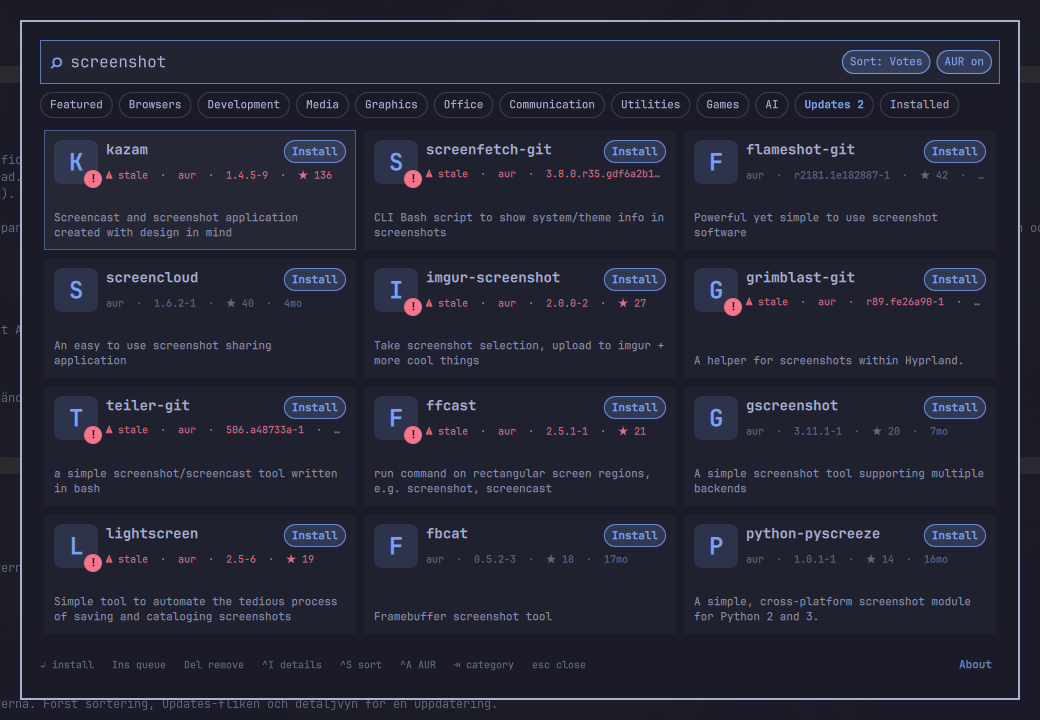 screenshot
Sort: Votes
AUR on
Featured Browsers Development Media Graphics Office Communication Utilities Games AI Updates 2 Installed
K
kazam
Install
! stale · aur · 1.4.5-9 · ★ 136
Screencast and screenshot application
created with design in mind
S
screenfetch-git
Install
! stale · aur · 3.8.0.r35.gdf6a2b1…
CLI Bash script to show system/theme info in
screenshots
F
flameshot-git
Install
aur · r2181.1e182887-1 · ★ 42 · …
Powerful yet simple to use screenshot
software
S
screencloud
Install
aur · 1.6.2-1 · ★ 40 · 4mo
An easy to use screenshot sharing
application
I
imgur-screenshot
Install
! stale · aur · 2.0.0-2 · ★ 27
Take screenshot selection, upload to imgur +
more cool things
G
grimblast-git
Install
! stale · aur · r89.fe26a90-1 · …
A helper for screenshots within Hyprland.
T
teiler-git
Install
! stale · aur · 506.a48733a-1 · …
a simple screenshot/screencast tool written
in bash
F
ffcast
Install
! stale · aur · 2.5.1-1 · ★ 21
run command on rectangular screen regions,
e.g. screenshot, screencast
G
gscreenshot
Install
aur · 3.11.1-1 · ★ 20 · 7mo
A simple screenshot tool supporting multiple
backends
L
lightscreen
Install
! stale · aur · 2.5-6 · ★ 19
Simple tool to automate the tedious process
of saving and cataloging screenshots
F
fbcat
Install
aur · 0.5.2-3 · ★ 18 · 17mo
Framebuffer screenshot tool
P
python-pyscreeze
Install
aur · 1.0.1-1 · ★ 14 · 16mo
A simple, cross-platform screenshot module
for Python 2 and 3.
install Ins queue Del remove ^I details ^S sort ^A AUR category esc close
About
terna. Först sortering, Updates-fliken och detaljvyn för en uppdatering.